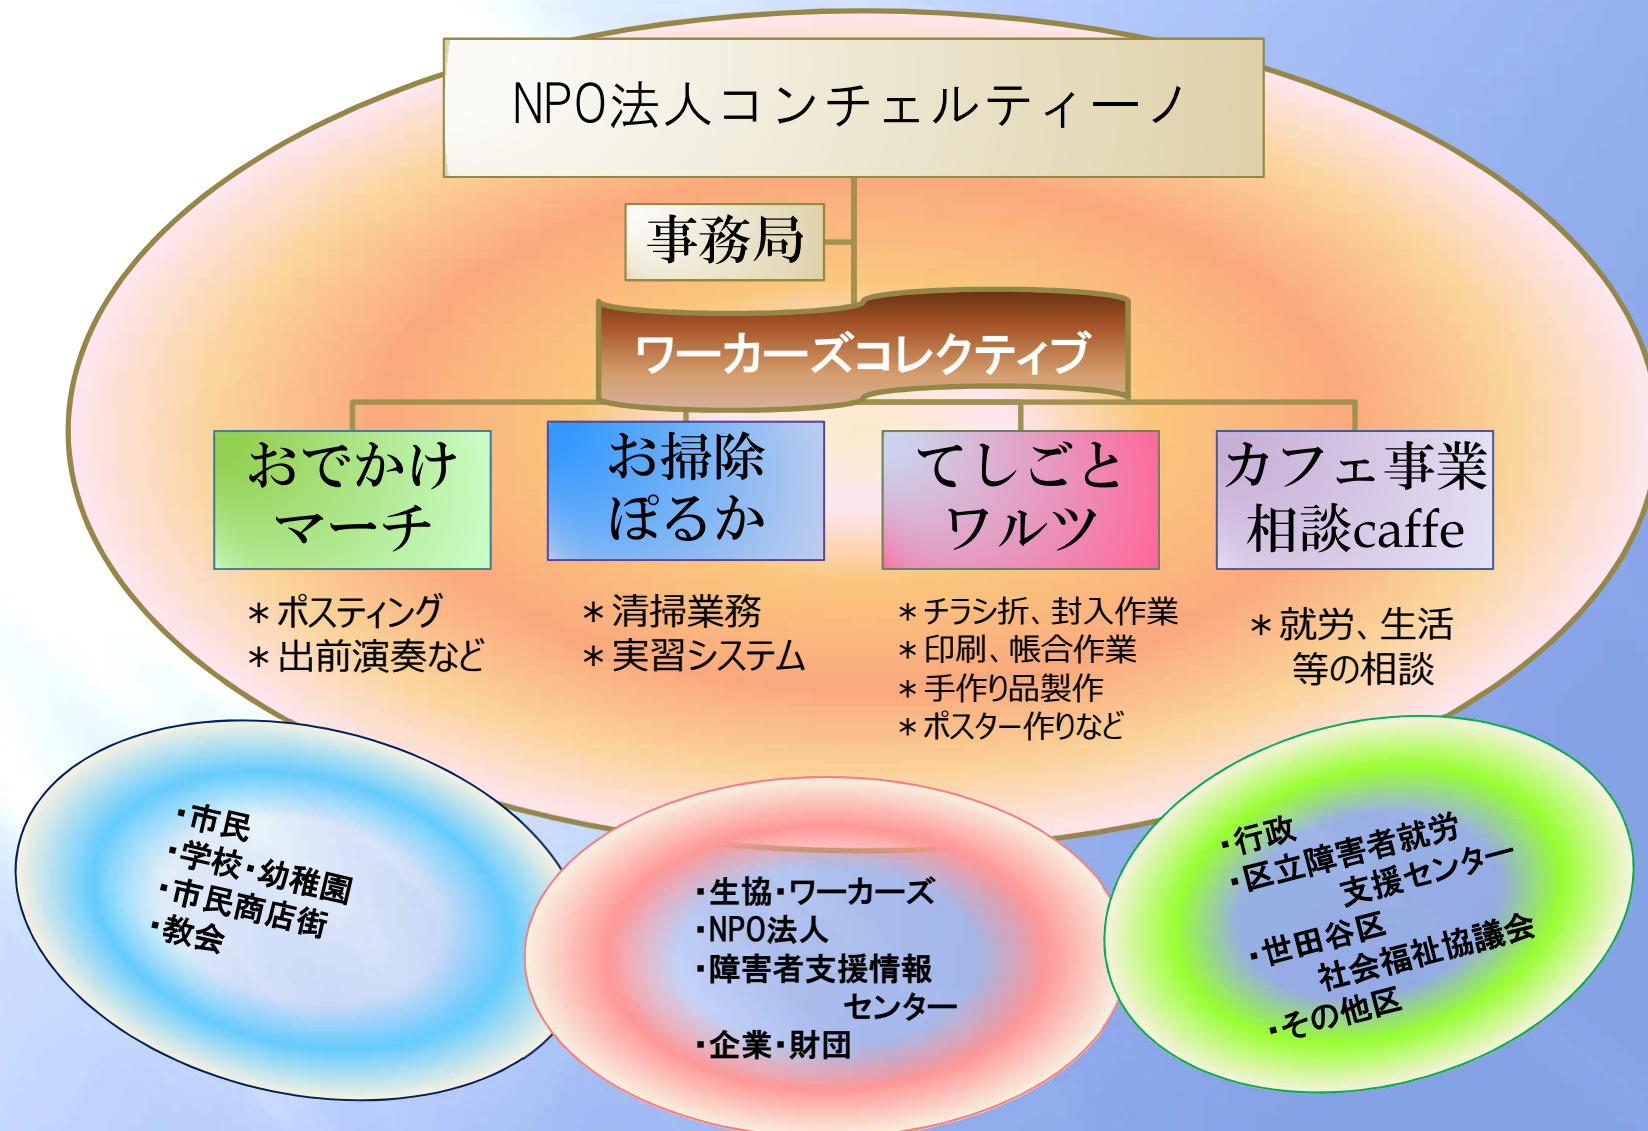 NPO法人コンチェルティーノ
事務局
ワーカーズコレクティブ
おでかけ
マーチ
お掃除
ぽるか
てしごと
ワルツ
カフェ事業
相談caffe
＊ポスティング
＊出前演奏など
＊清掃業務
＊実習システム
＊チラシ折、封入作業
＊印刷、帳合作業
＊手作り品製作
＊ポスター作りなど
＊就労、生活
等の相談
・市民
・学校・幼稚園
・市民商店街
・教会
・生協・ワーカーズ
・NPO法人
・障害者支援情報
センター
・企業・財団
・行政
・区立障害者就労
支援センター
・世田谷区
社会福祉協議会
・その他区